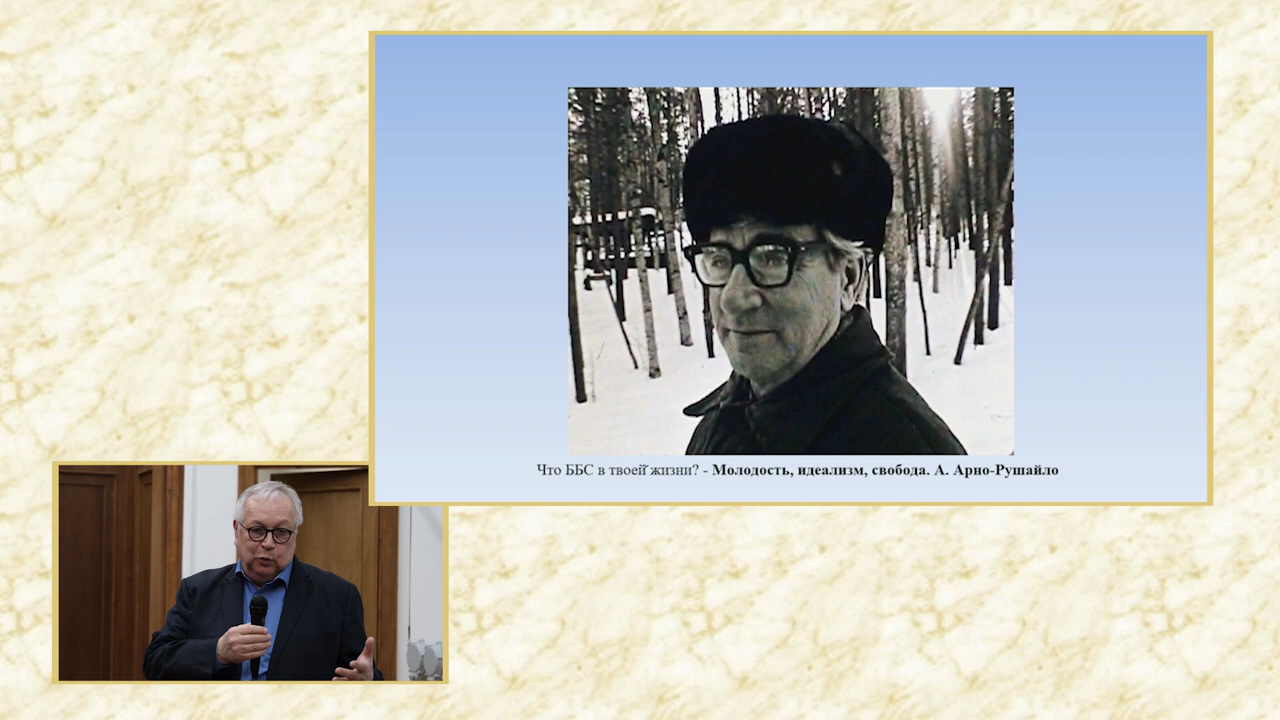 Что ББС в твоей жизни? - Молодость, идеализм, свобода. А. Арно-Рушайло